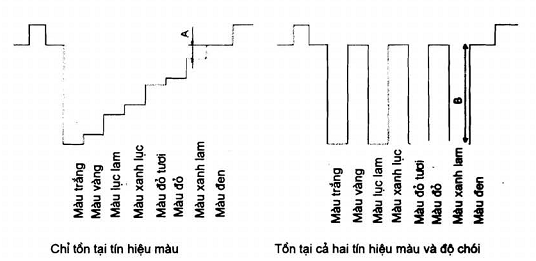 A
B
Màu trắng
Màu vàng
Màu lục lam
Màu xanh lục
Màu đỏ tươi
Màu đỏ
Màu xanh lam
Màu đen
Màu trắng
Màu vàng
Màu lục lam
Màu xanh lục
Màu đỏ tươi
Màu đỏ
Màu xanh lam
Màu đen
Chỉ tồn tại tín hiệu màu
Tồn tại cả hai tín hiệu màu và độ chói